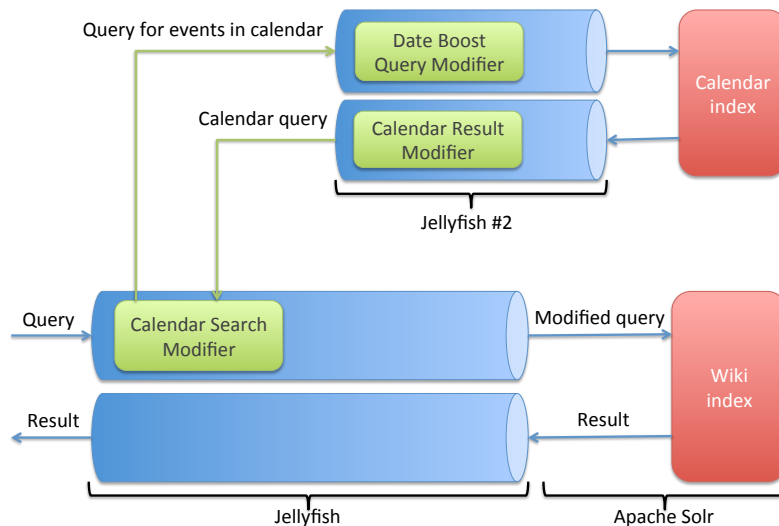 Query for events in calendar
Date Boost
Query Modifier
Calendar
index
Calendar query
Calendar Result
Modifier
Jellyfish #2
Query
Calendar Search
Modifier
Modified query
Wiki
index
Result
Result
Jellyfish
Apache Solr